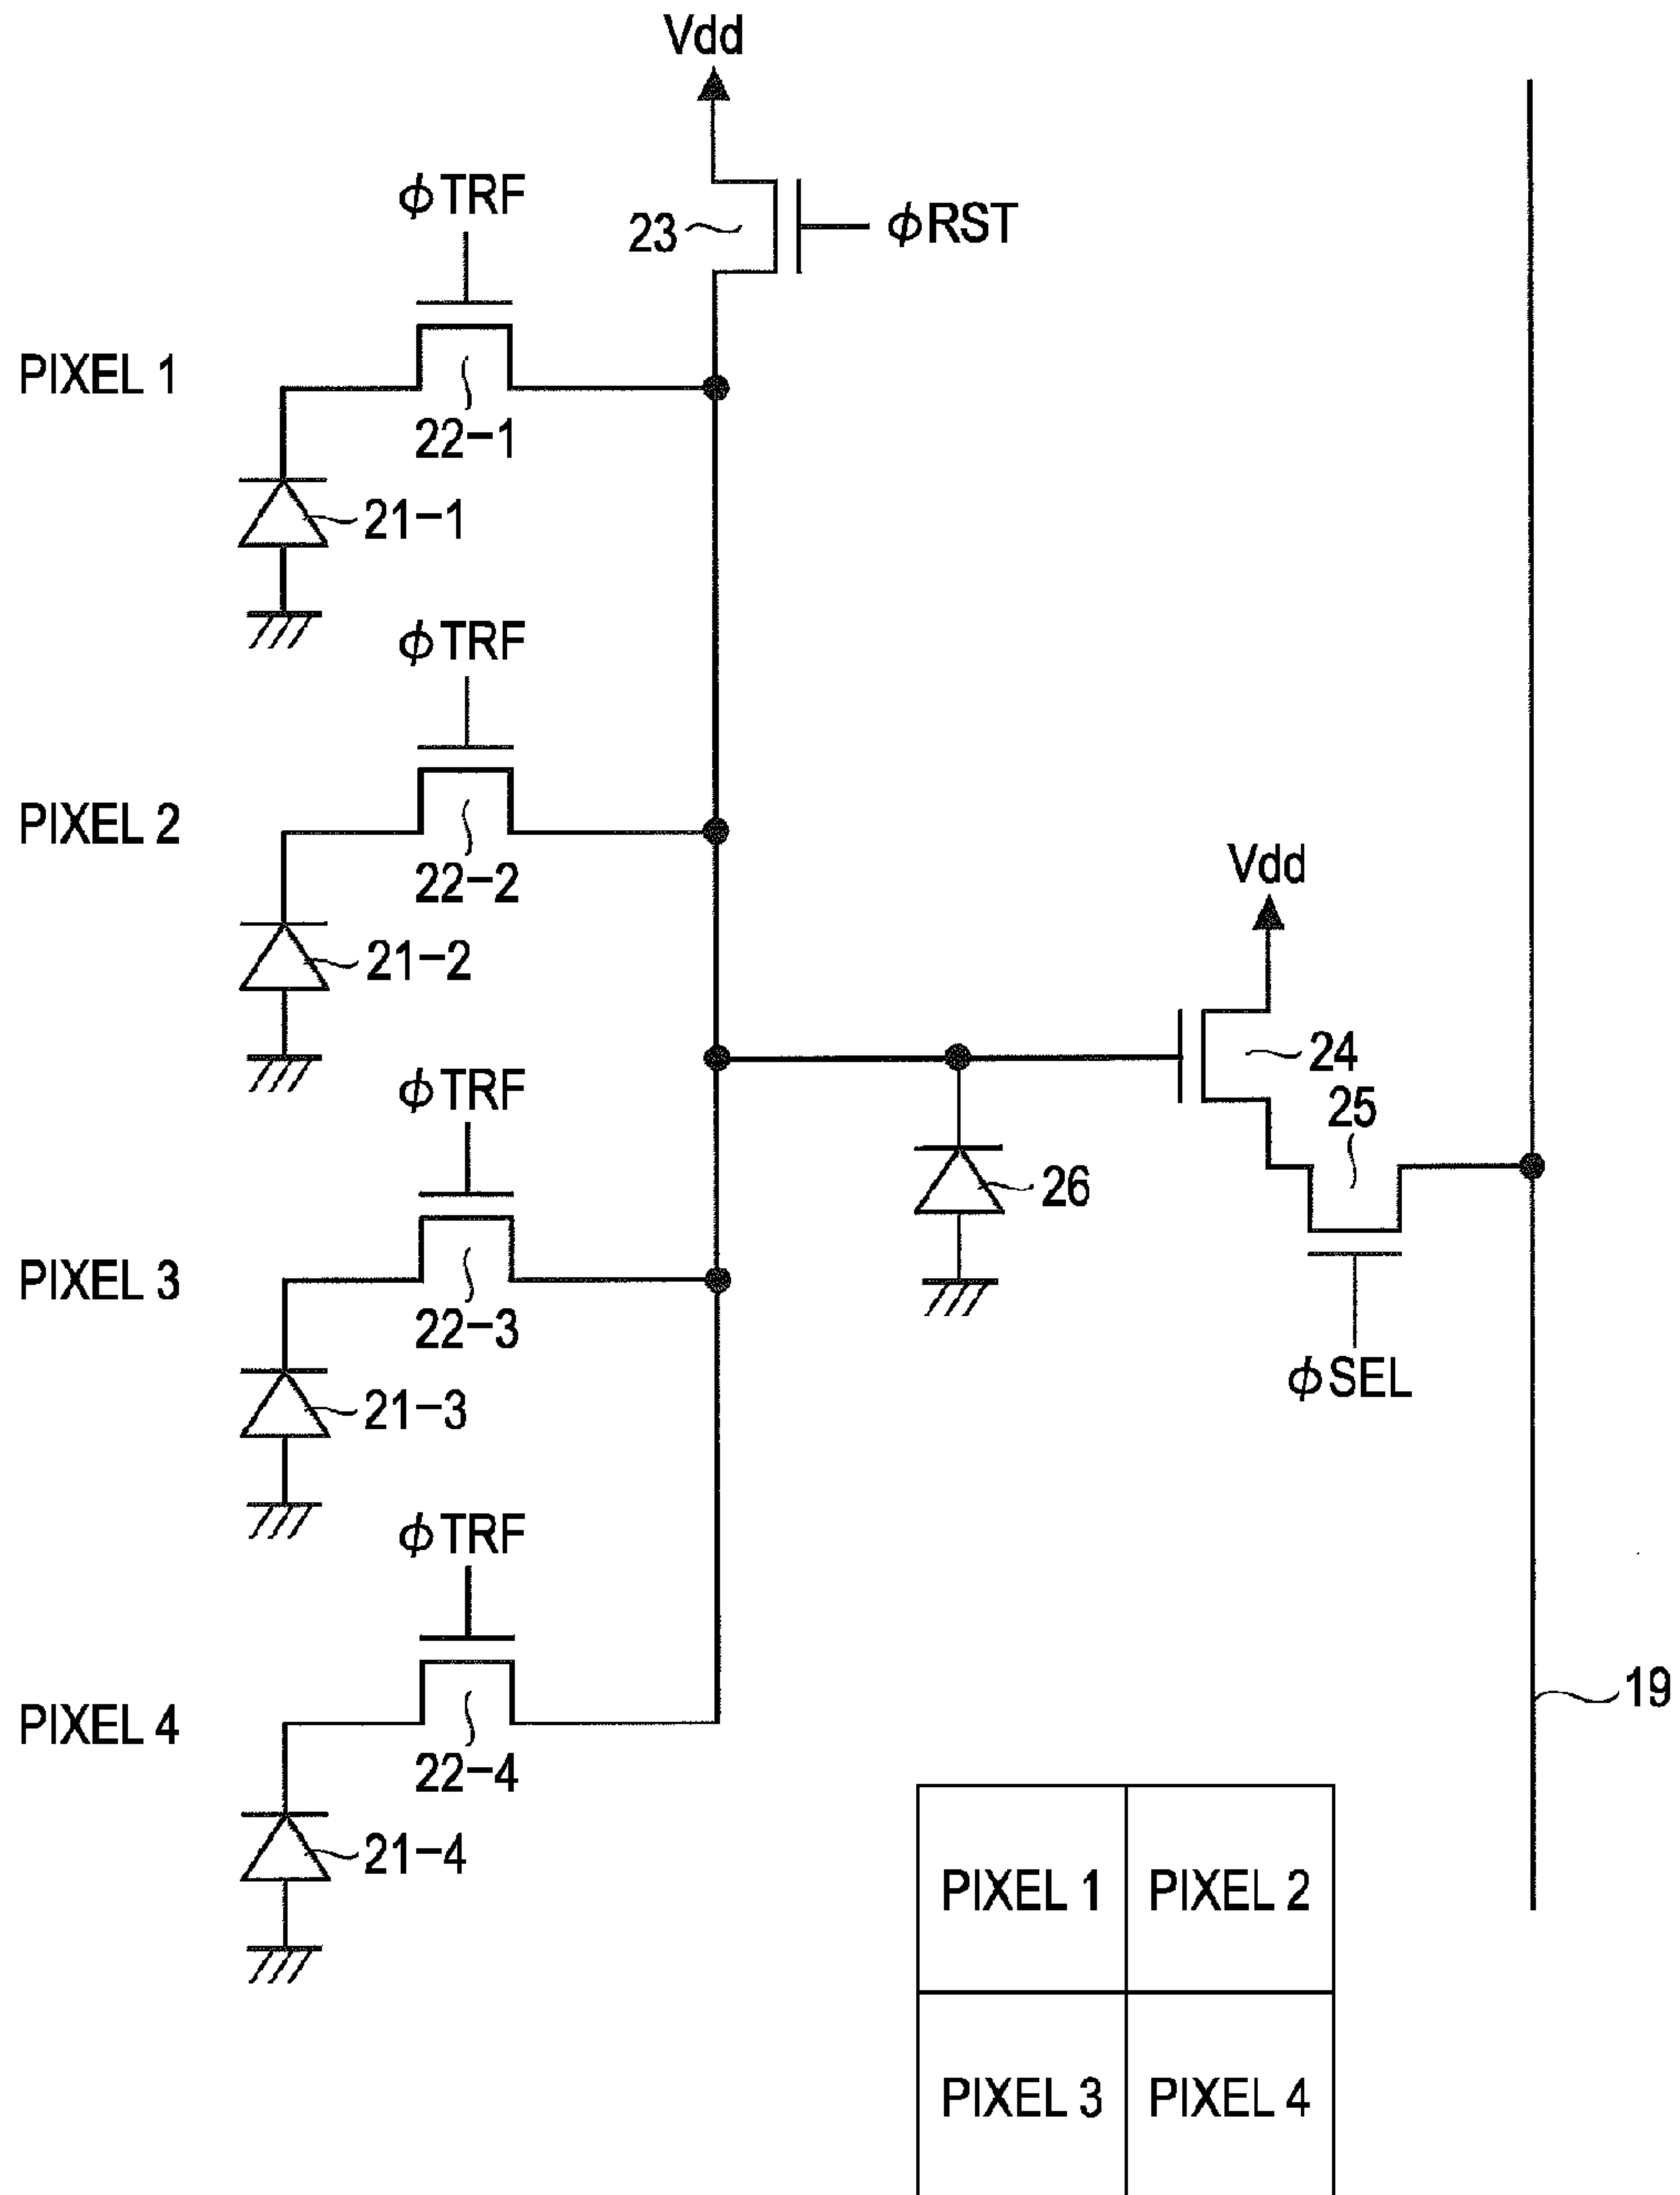 Vdd
ϕTRF
23
ϕRST
PIXEL 1
22-1
21-1
ϕTRF
PIXEL 2
22-2
Vdd
21-2
24
ϕTRF
25
26
PIXEL 3
22-3
ϕSEL
21-3
ϕTRF
19
PIXEL 4
22-4
21-4
PIXEL 1 PIXEL 2
PIXEL 3 PIXEL 4